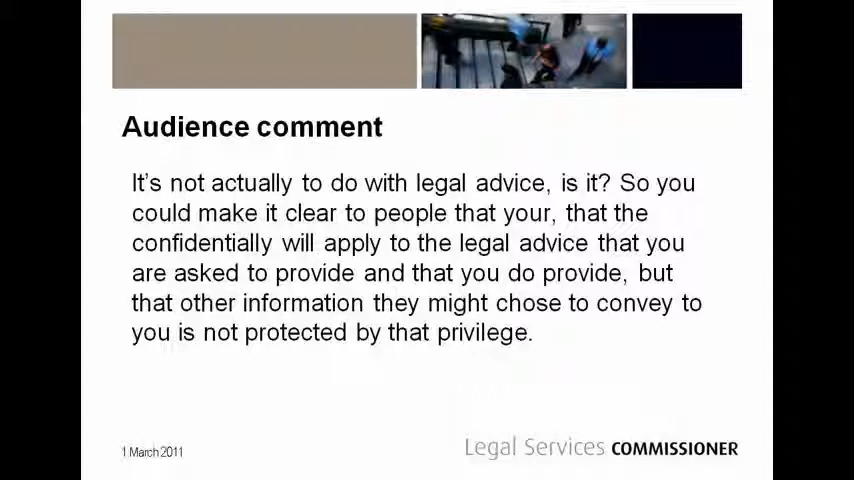 Audience comment
It's not actually to do with legal advice, is it? So you
could make it clear to people that your, that the
confidentially will apply to the legal advice that you
are asked to provide and that you do provide, but
that other information they might chose to convey to
you is not protected by that privilege.
1 March 2011
Legal Services COMMISSIONER